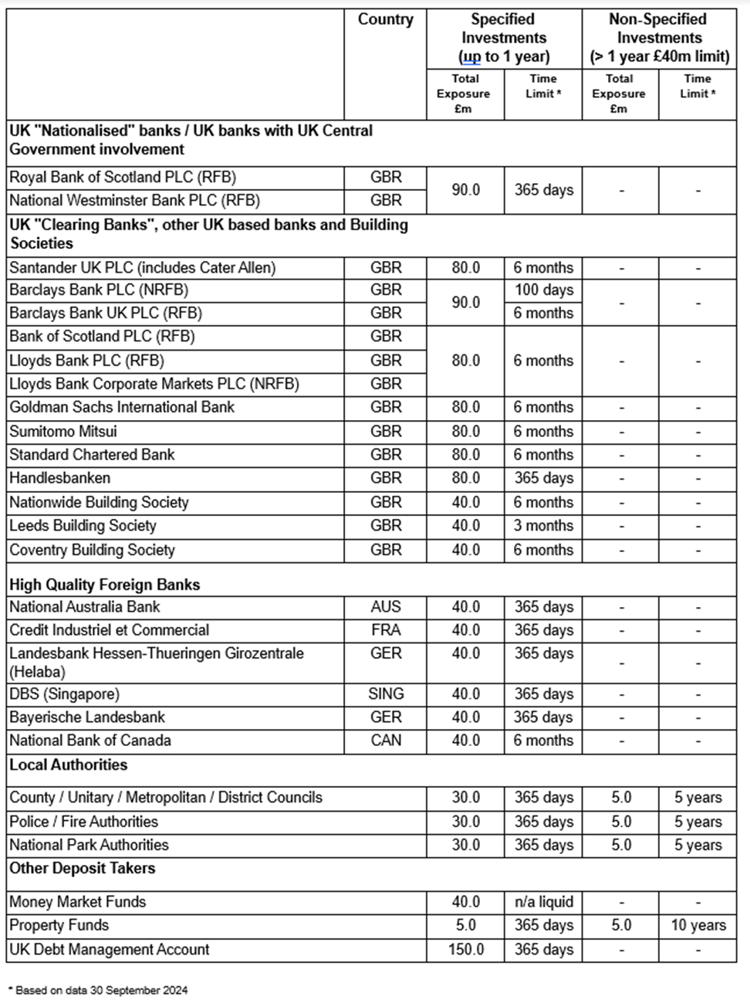 Country Specified Non-Specified
Investments Investments
(up to 1 year) (> 1 year £40m limit)
Total Time Total Time
Exposure Limit * Exposure Limit *
£m £m
UK "Nationalised" banks / UK banks with UK Central
Government involvement
Royal Bank of Scotland PLC (RFB) GBR
90.0 365 days - -
National Westminster Bank PLC (RFB) GBR
UK "Clearing Banks", other UK based banks and Building
Societies
Santander UK PLC (includes Cater Allen) GBR 80.0 6 months - -
Barclays Bank PLC (NRFB) GBR 100 days
90.0 - -
Barclays Bank UK PLC (RFB) GBR 6 months
Bank of Scotland PLC (RFB) GBR
Lloyds Bank PLC (RFB) GBR 80.0 6 months - -
Lloyds Bank Corporate Markets PLC (NRFB) GBR
Goldman Sachs International Bank GBR 80.0 6 months - -
Sumitomo Mitsui GBR 80.0 6 months - -
Standard Chartered Bank GBR 80.0 6 months - -
Handlesbanken GBR 80.0 365 days - -
Nationwide Building Society GBR 40.0 6 months - -
Leeds Building Society GBR 40.0 3 months - -
Coventry Building Society GBR 40.0 6 months - -
High Quality Foreign Banks
National Australia Bank AUS 40.0 365 days - -
Credit Industriel et Commercial FRA 40.0 365 days - -
Landesbank Hessen-Thueringen Girozentrale GER 40.0 365 days - -
(Helaba)
DBS (Singapore) SING 40.0 365 days - -
Bayerische Landesbank GER 40.0 365 days - -
National Bank of Canada CAN 40.0 6 months - -
Local Authorities
County / Unitary / Metropolitan / District Councils 30.0 365 days 5.0 5 years
Police / Fire Authorities 30.0 365 days 5.0 5 years
National Park Authorities 30.0 365 days 5.0 5 years
Other Deposit Takers
Money Market Funds 40.0 n/a liquid - -
Property Funds 5.0 365 days 5.0 10 years
UK Debt Management Account 150.0 365 days - -
* Based on data 30 September 2024